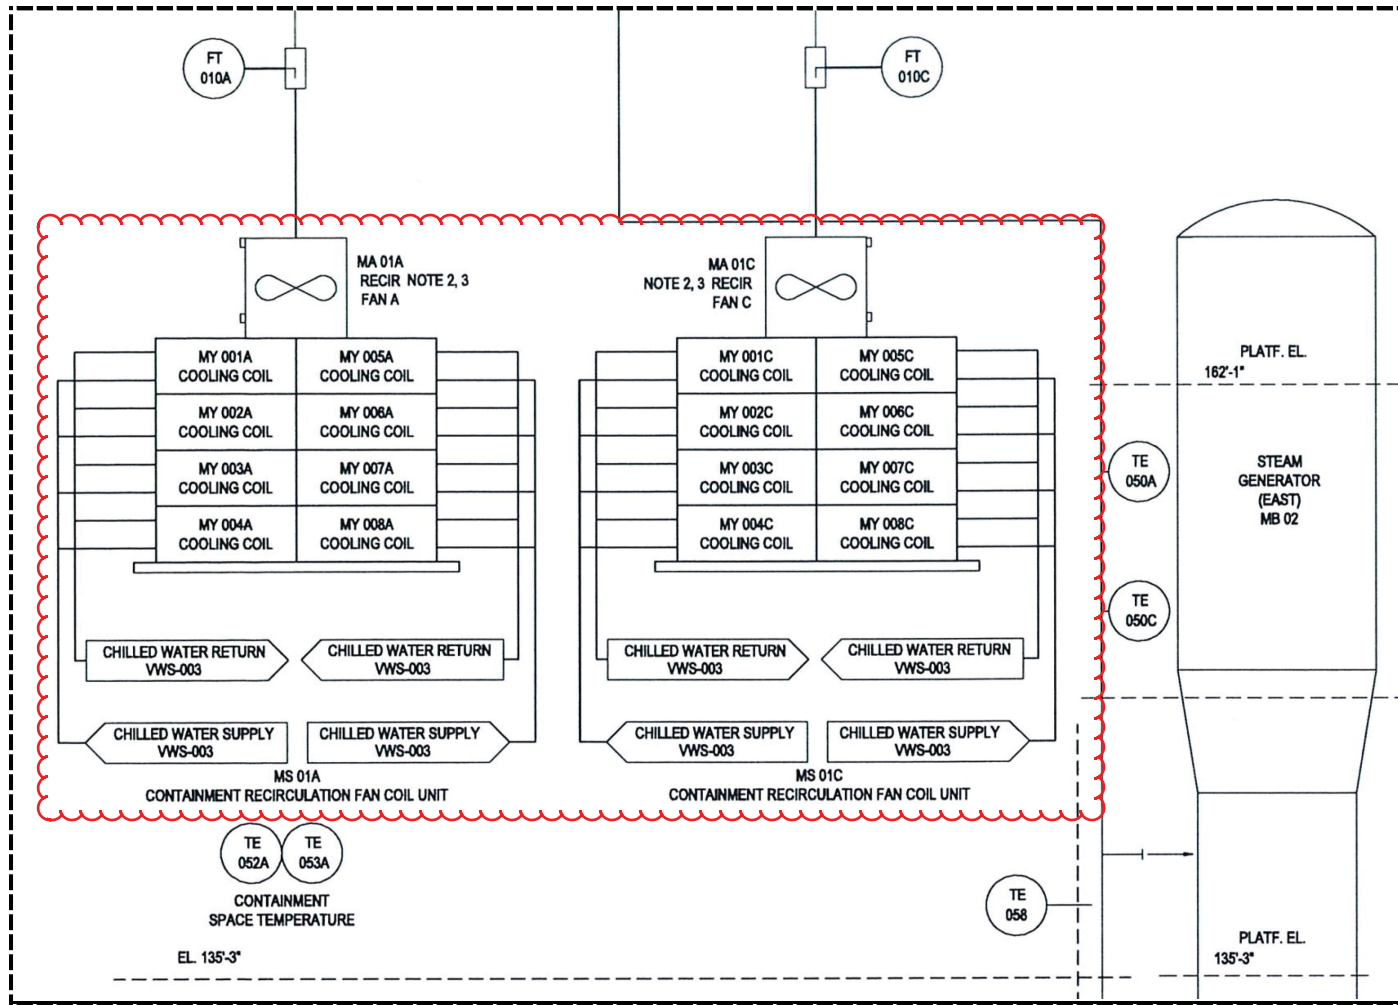 FT
010A
FT
010C
MA 01A
RECIR NOTE 2, 3
FAN A
MA 01C
NOTE 2, 3 RECIR
FAN C
MY 001A
COOLING COIL
MY 005A
COOLING COIL
MY 002A
COOLING COIL
MY 006A
COOLING COIL
MY 003A
COOLING COIL
MY 007A
COOLING COIL
MY 004A
COOLING COIL
MY 008A
COOLING COIL
MY 001C
COOLING COIL
MY 005C
COOLING COIL
MY 002C
COOLING COIL
MY 006C
COOLING COIL
MY 003C
COOLING COIL
MY 007C
COOLING COIL
MY 004C
COOLING COIL
MY 008C
COOLING COIL
CHILLED WATER RETURN
VWS-003
CHILLED WATER RETURN
VWS-003
CHILLED WATER RETURN
VWS-003
CHILLED WATER RETURN
VWS-003
CHILLED WATER SUPPLY
VWS-003
CHILLED WATER SUPPLY
VWS-003
CHILLED WATER SUPPLY
VWS-003
CHILLED WATER SUPPLY
VWS-003
MS 01A
CONTAINMENT RECIRCULATION FAN COIL UNIT
MS 01C
CONTAINMENT RECIRCULATION FAN COIL UNIT
PLATF. EL.
162'-1"
TE
050A
STEAM
GENERATOR
(EAST)
MB 02
TE
050C
TE
052A
TE
053A
CONTAINMENT
SPACE TEMPERATURE
TE
058
EL. 135'-3"
PLATF. EL.
135'-3"